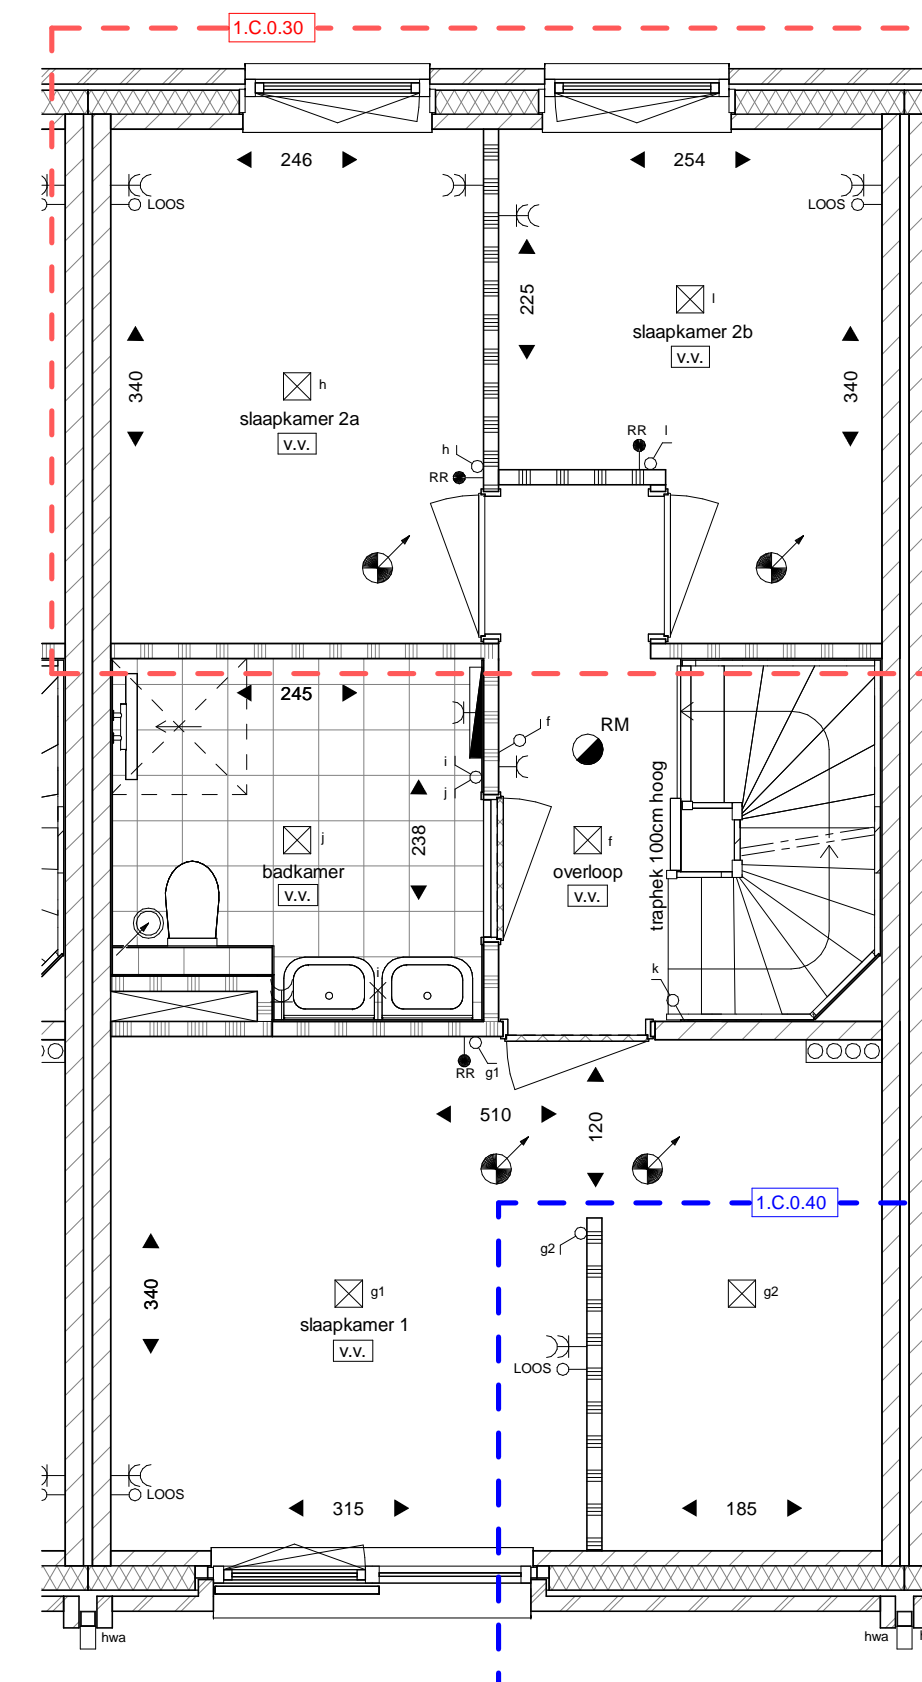 1.C.0.30
246
254
LOOS
LOOS
225
l
slaapkamer 2b
v.v.
340
340
h
slaapkamer 2a
v.v.
RR
l
h
RR
245
f
RM
i
j
238
traphek 100cm hoog
j
badkamer
v.v.
f
overloop
v.v.
i
k
RR
g1
510
120
1.C.0.40
g2
340
g1
slaapkamer 1
v.v.
g2
LOOS
LOOS
315
185
hwa
hwa